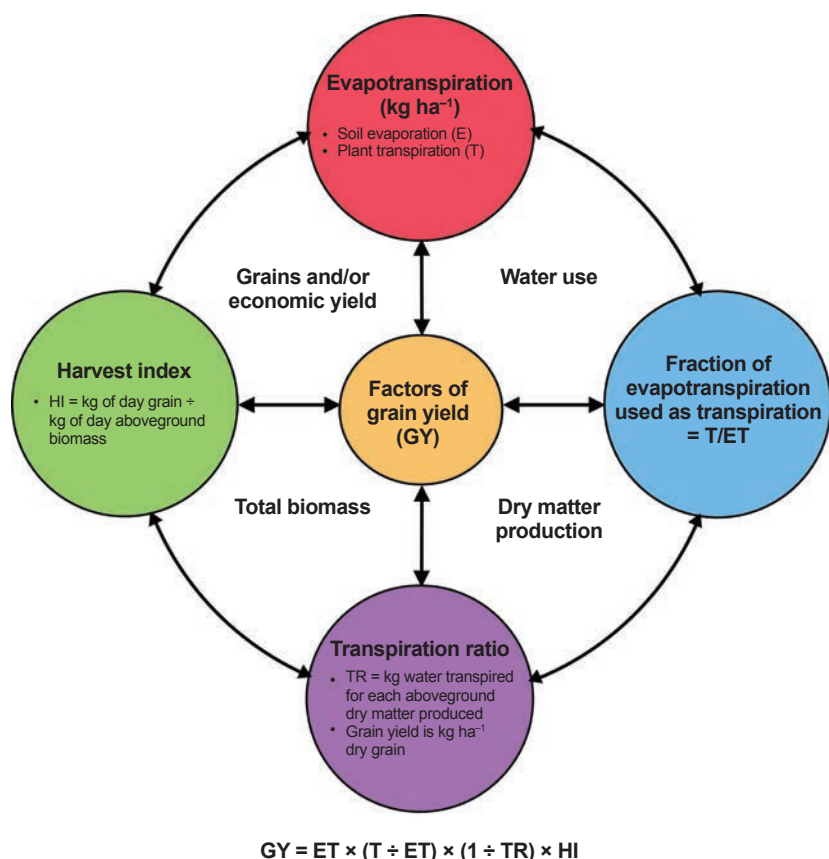 Evapotranspiration
(kg ha⁻¹)
• Soil evaporation (E)
• Plant transpiration (T)
Grains and/or
economic yield
Water use
Harvest index
• HI = kg of day grain ÷
kg of day aboveground
biomass
Factors of
grain yield
(GY)
Fraction of
evapotranspiration
used as transpiration
= T/ET
Total biomass
Dry matter
production
Transpiration ratio
• TR = kg water transpired
for each aboveground
dry matter produced
• Grain yield is kg ha⁻¹
dry grain
GY = ET × (T ÷ ET) × (1 ÷ TR) × HI